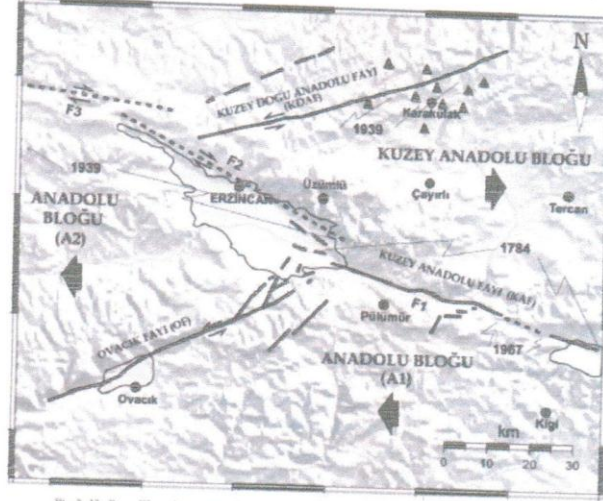 N
KUZEY DOĞU ANADOLU FAYI
(KDAF)
F3
Karakulak
1939
F2
KUZEY ANADOLU BLOĞU
1939
ERZİNCAN
Üzümlü
Çayırlı
Tercan
ANADOLU
BLOĞU
(A2)
1784
KUZEY ANADOLU FAYI (KAF)
F1
Pülümür
OVACIK FAYI (OF)
1967
ANADOLU BLOĞU
(A1)
Ovacık
Kiğı
km
0 10 20 30